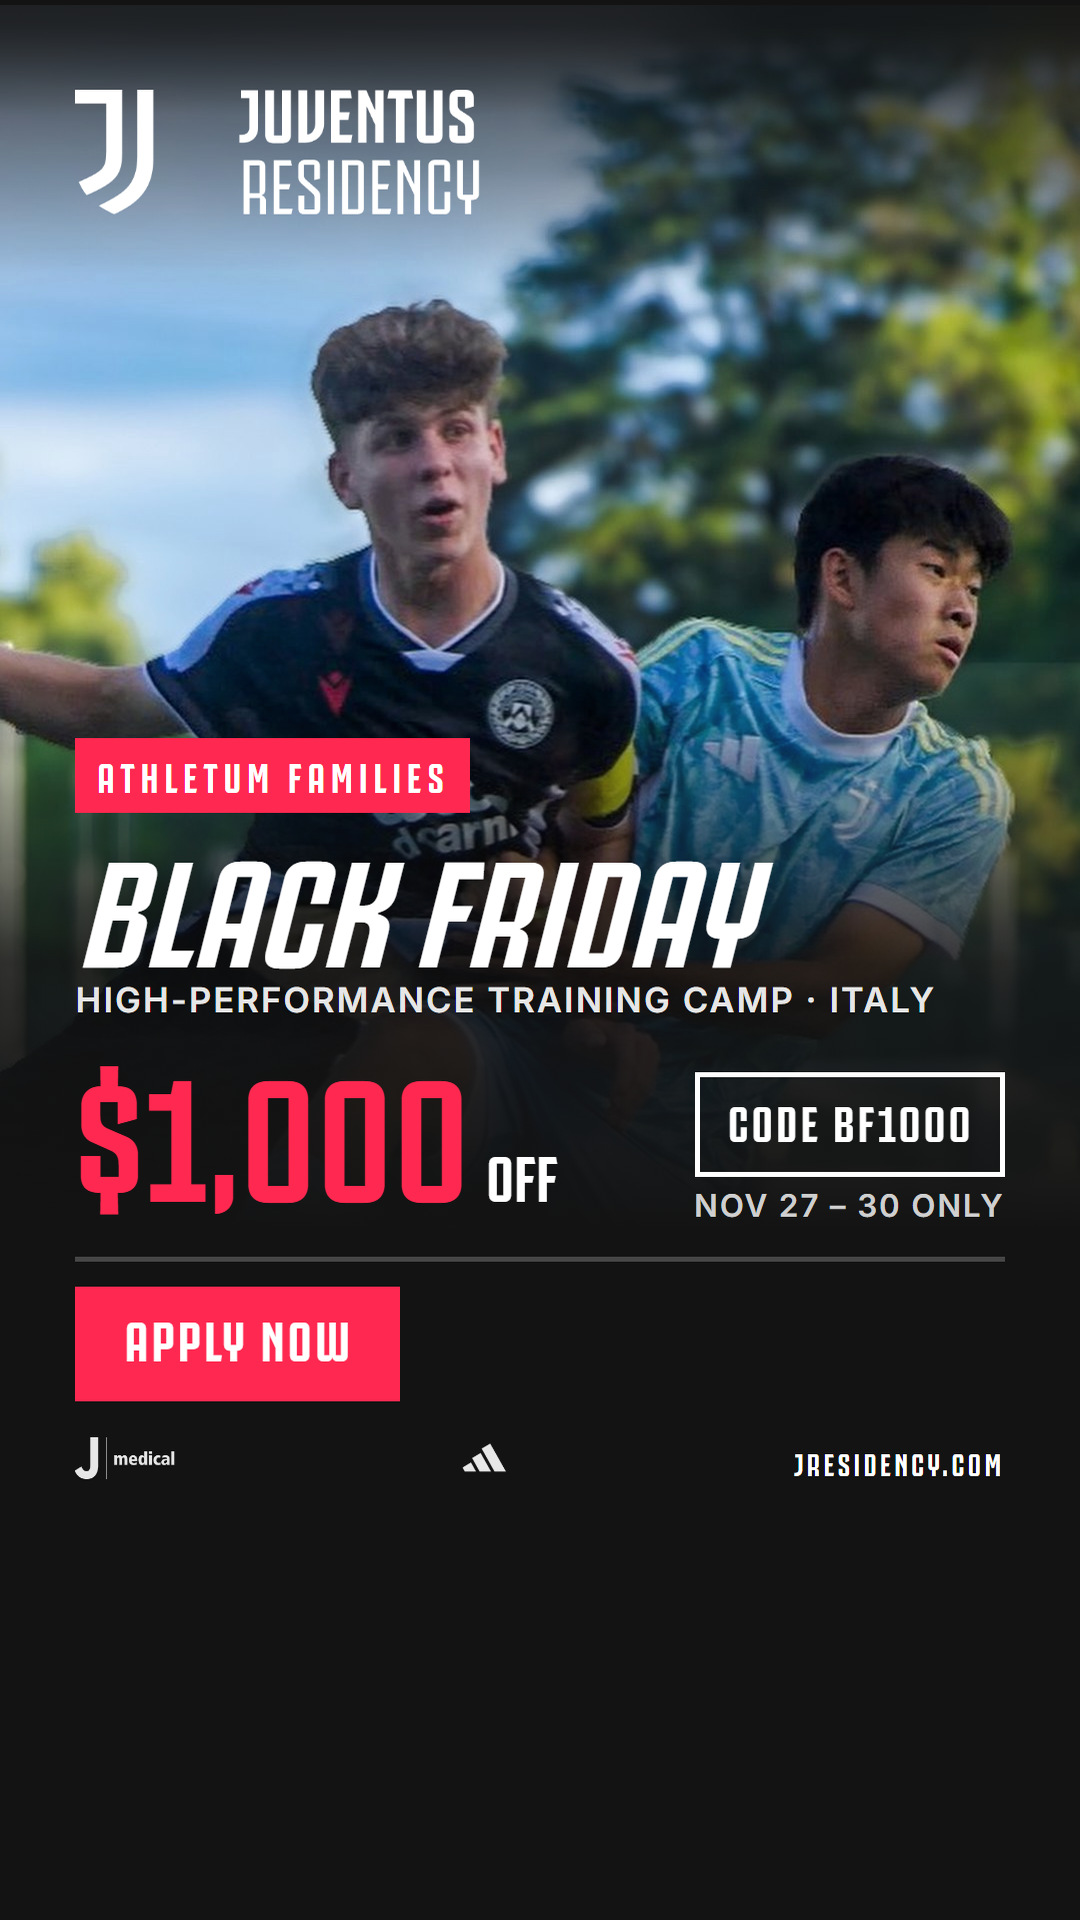 JUVENTUS
RESIDENCY
ATHLETUM FAMILIES
dcarn
BLACK FRIDAY
HIGH-PERFORMANCE TRAINING CAMP · ITALY
$1,000 OFF
CODE BF1000
NOV 27 – 30 ONLY
APPLY NOW
J medical
JRESIDENCY.COM